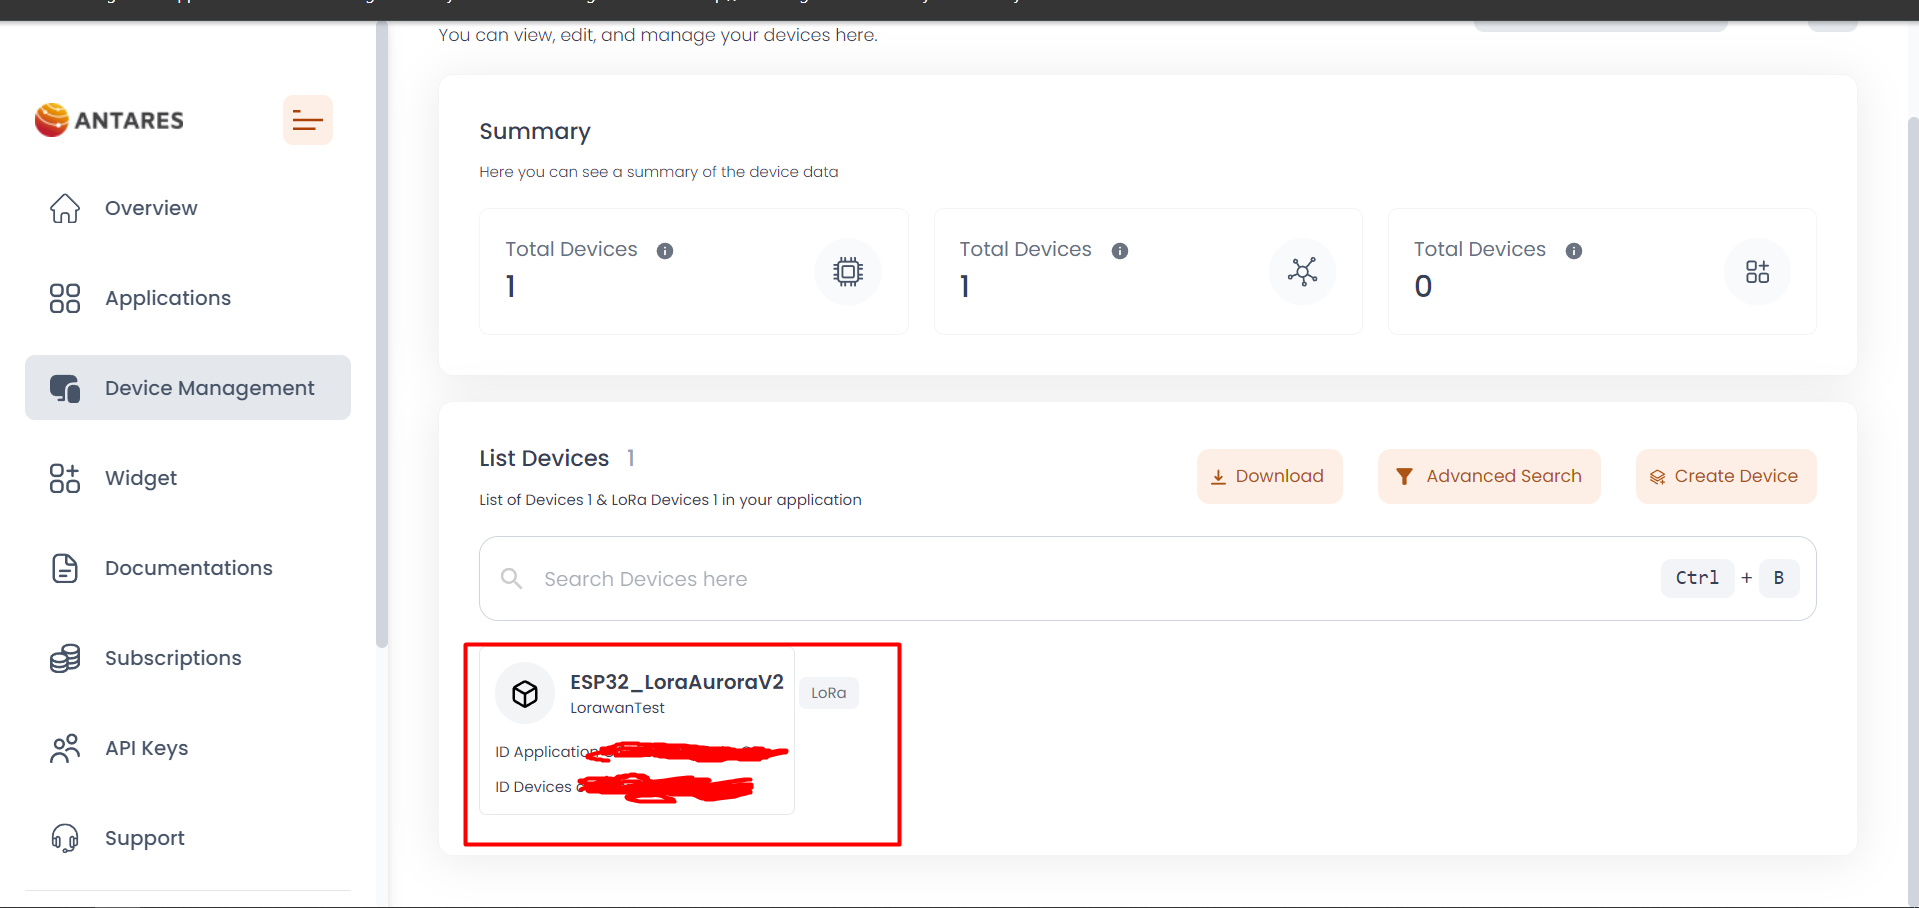 You can view, edit, and manage your devices here.
ANTARES
Overview
Applications
Device Management
Widget
Documentations
Subscriptions
API Keys
Support
Summary
Here you can see a summary of the device data
Total Devices
1
Total Devices
1
Total Devices
0
List Devices 1
List of Devices 1 & LoRa Devices 1 in your application
Download
Advanced Search
Create Device
Search Devices here
Ctrl + B
ESP32_LoraAuroraV2
LorawanTest
LoRa
ID Application
ID Devices